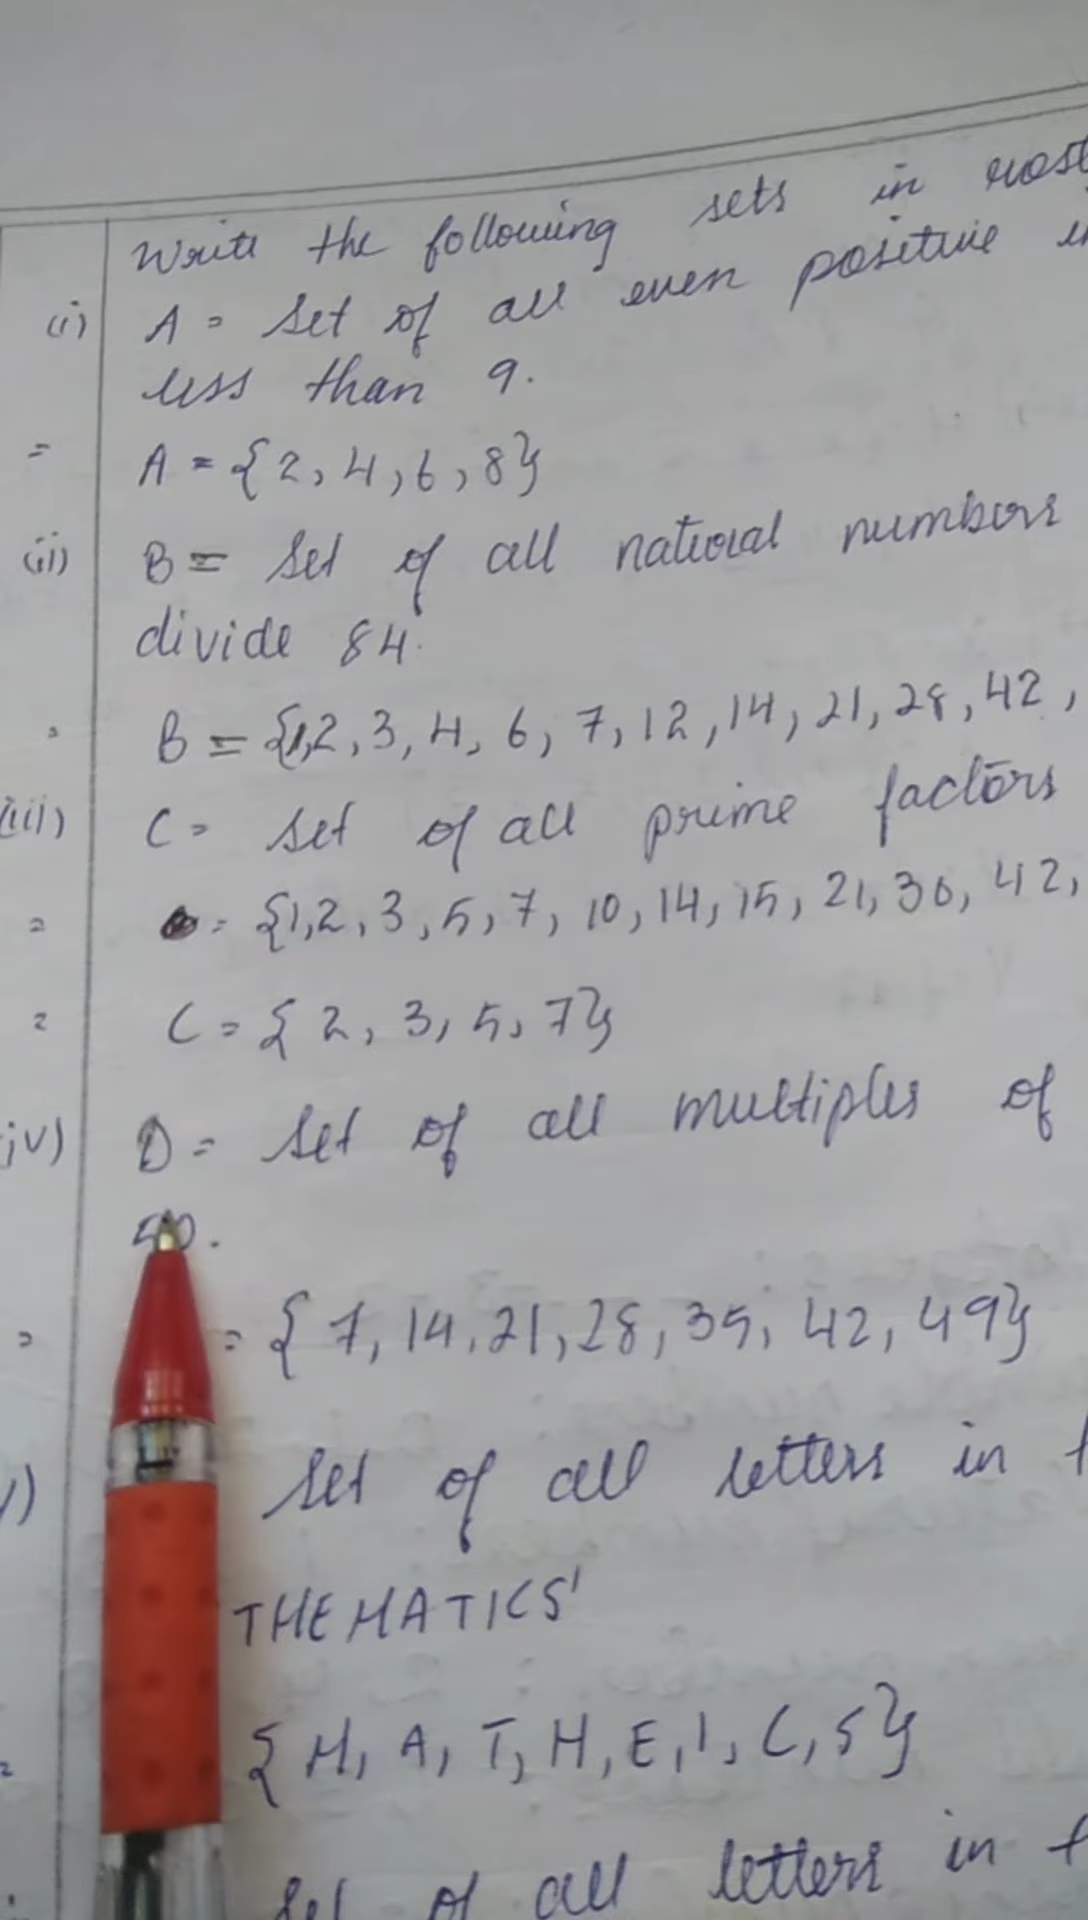 Write the following sets in
(i) A = Set of all even positive
less than 9.
= A = {2, 4, 6, 8}
(ii) B = Set of all natural numbers
divide 84.
= B = {1,2, 3, 4, 6, 7, 12, 14, 21, 28, 42,
(iii) C = Set of all prime factors
= = {1,2, 3, 5, 7, 10, 14, 15, 21, 30, 42,
= C = {2, 3, 5, 7}
iv) D = Set of all multiples of
50.
= = {7, 14, 21, 28, 35, 42, 49}
Set of all letters in
THEMATICS'
= {M, A, T, H, E, I, C, S}
Set of all letters in